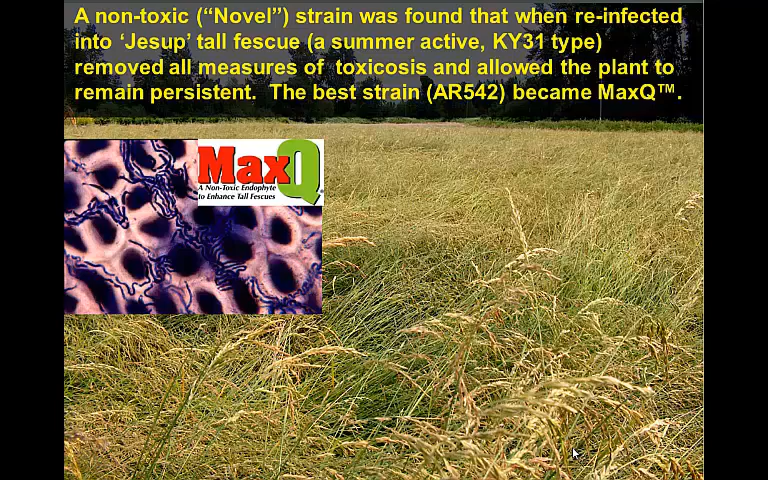 A non-toxic (“Novel”) strain was found that when re-infected
into ‘Jesup’ tall fescue (a summer active, KY31 type)
removed all measures of  toxicosis and allowed the plant to
remain persistent.  The best strain (AR542) became MaxQ™.
MaxQ®
A Non-Toxic Endophyte
to Enhance Tall Fescues